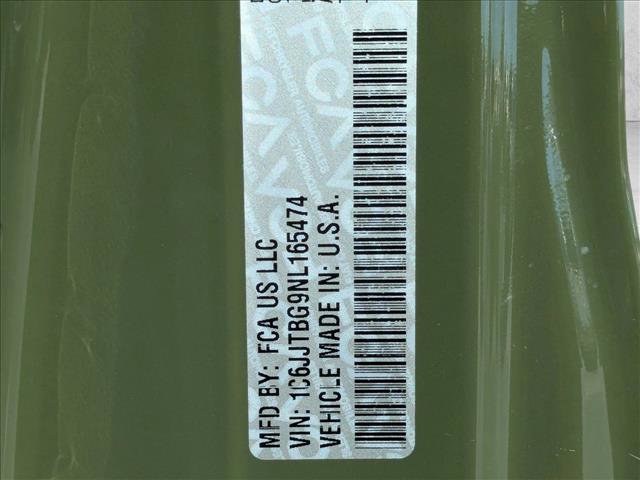 MFD BY: FCA US LLC
VIN: 1C6JJTBG9NL165474
VEHICLE MADE IN: U.S.A.